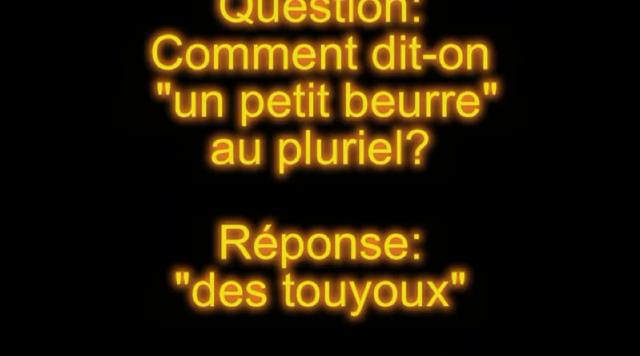 Question:
Comment dit-on
"un petit beurre"
au pluriel?
Réponse:
"des touyoux"